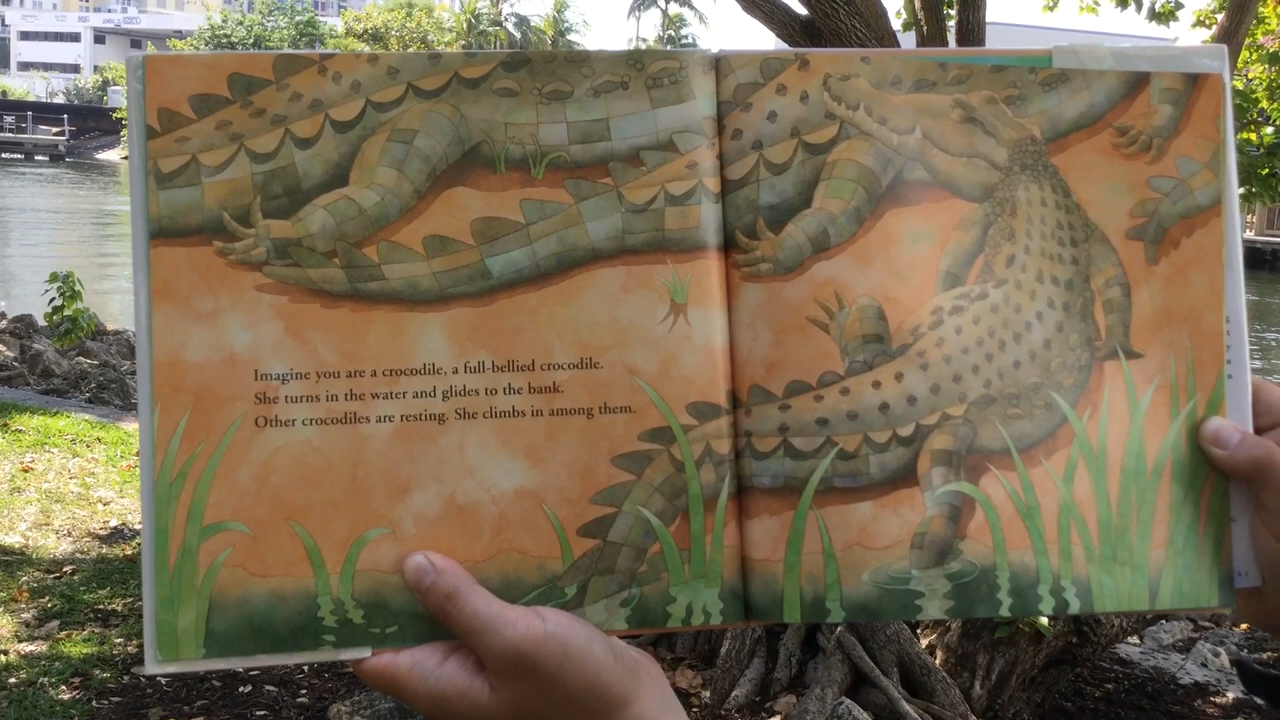 Imagine you are a crocodile, a full-bellied crocodile.
She turns in the water and glides to the bank.
Other crocodiles are resting. She climbs in among them.